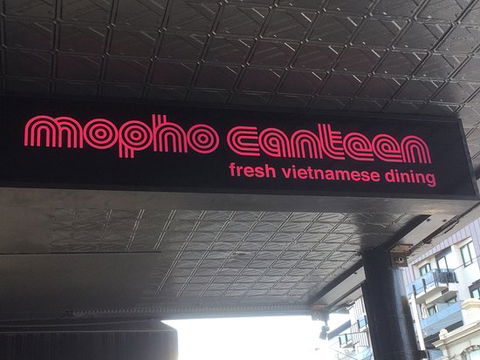 mopho canteen
fresh vietnamese dining